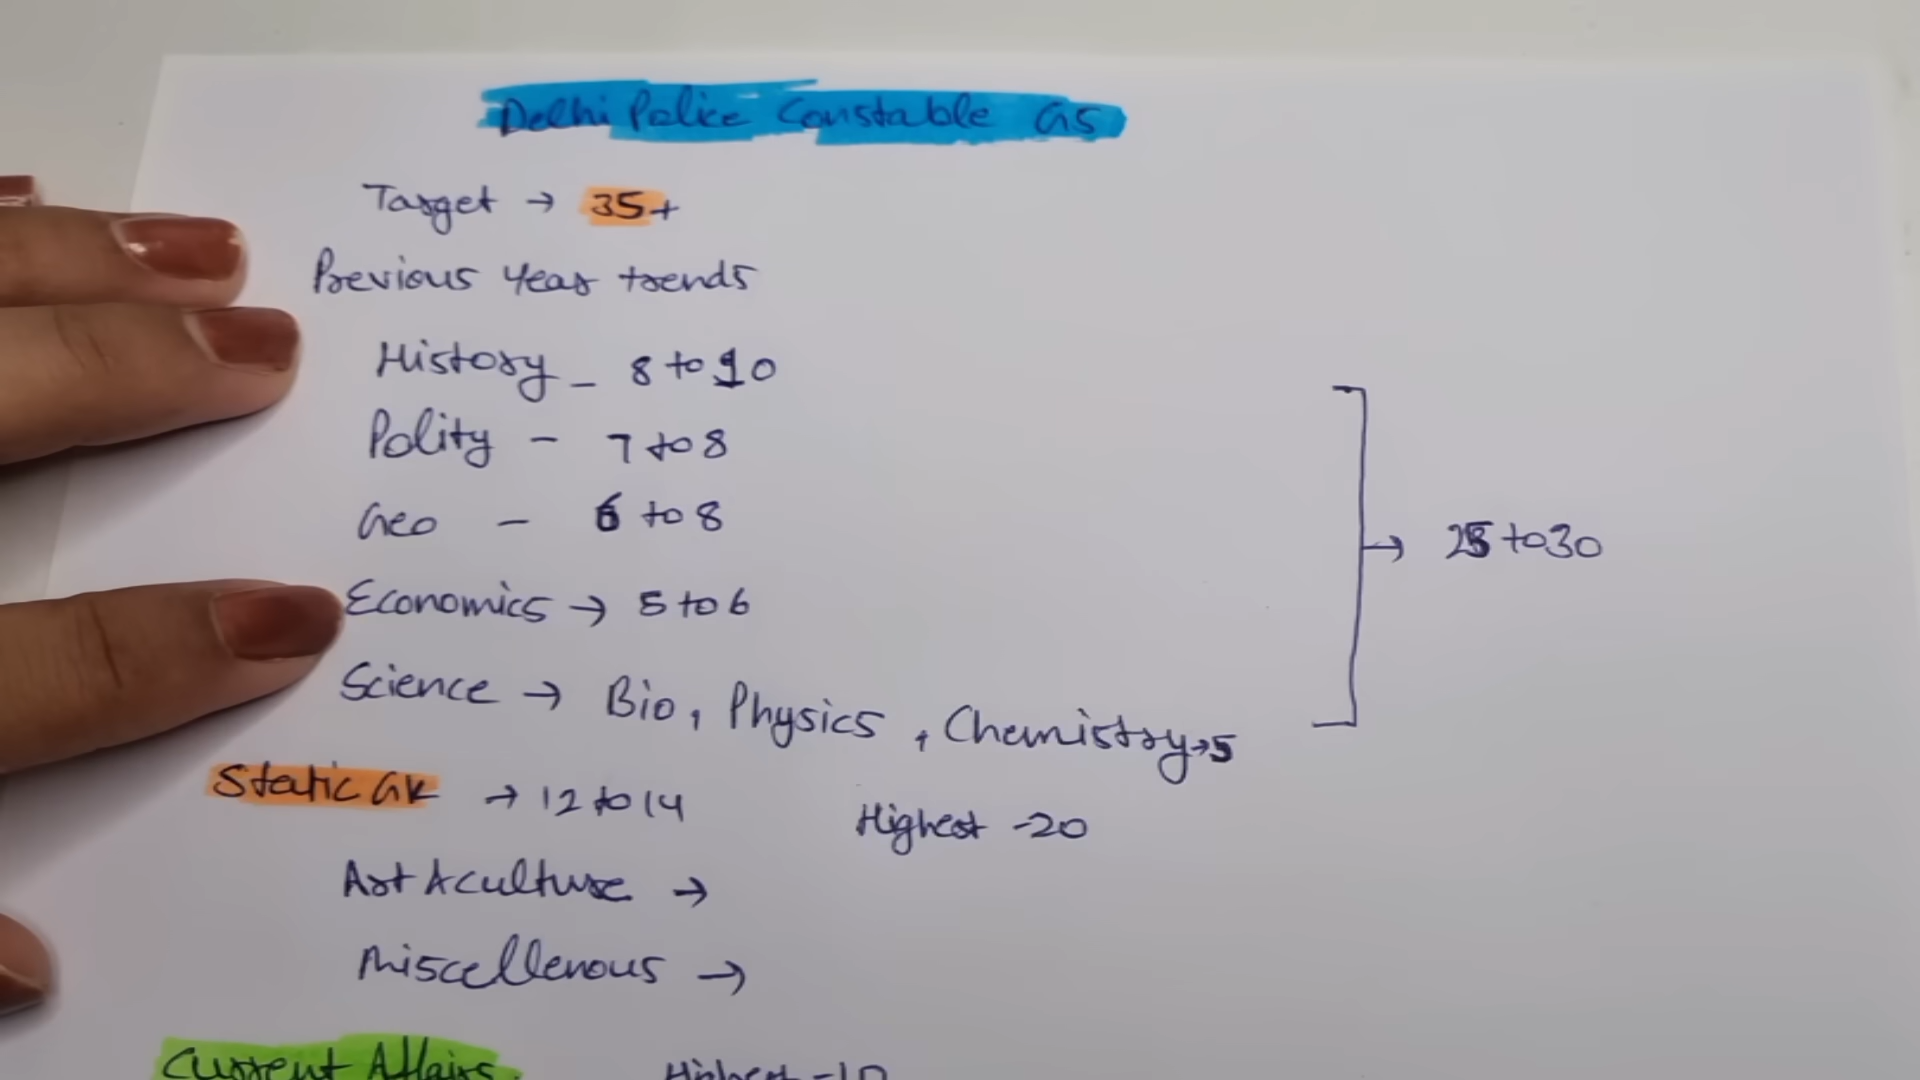 Delhi Police Constable GS
Target → 35+
Previous Year trends
History - 8 to 10
Polity - 7 to 8
Geo - 6 to 8
Economics → 5 to 6
25 to 30
Science → Bio, Physics, Chemistry → 5
Static GK → 12 to 14
Highest - 20
Art & Culture →
Miscellenous →
Current Affairs
Highest - 10